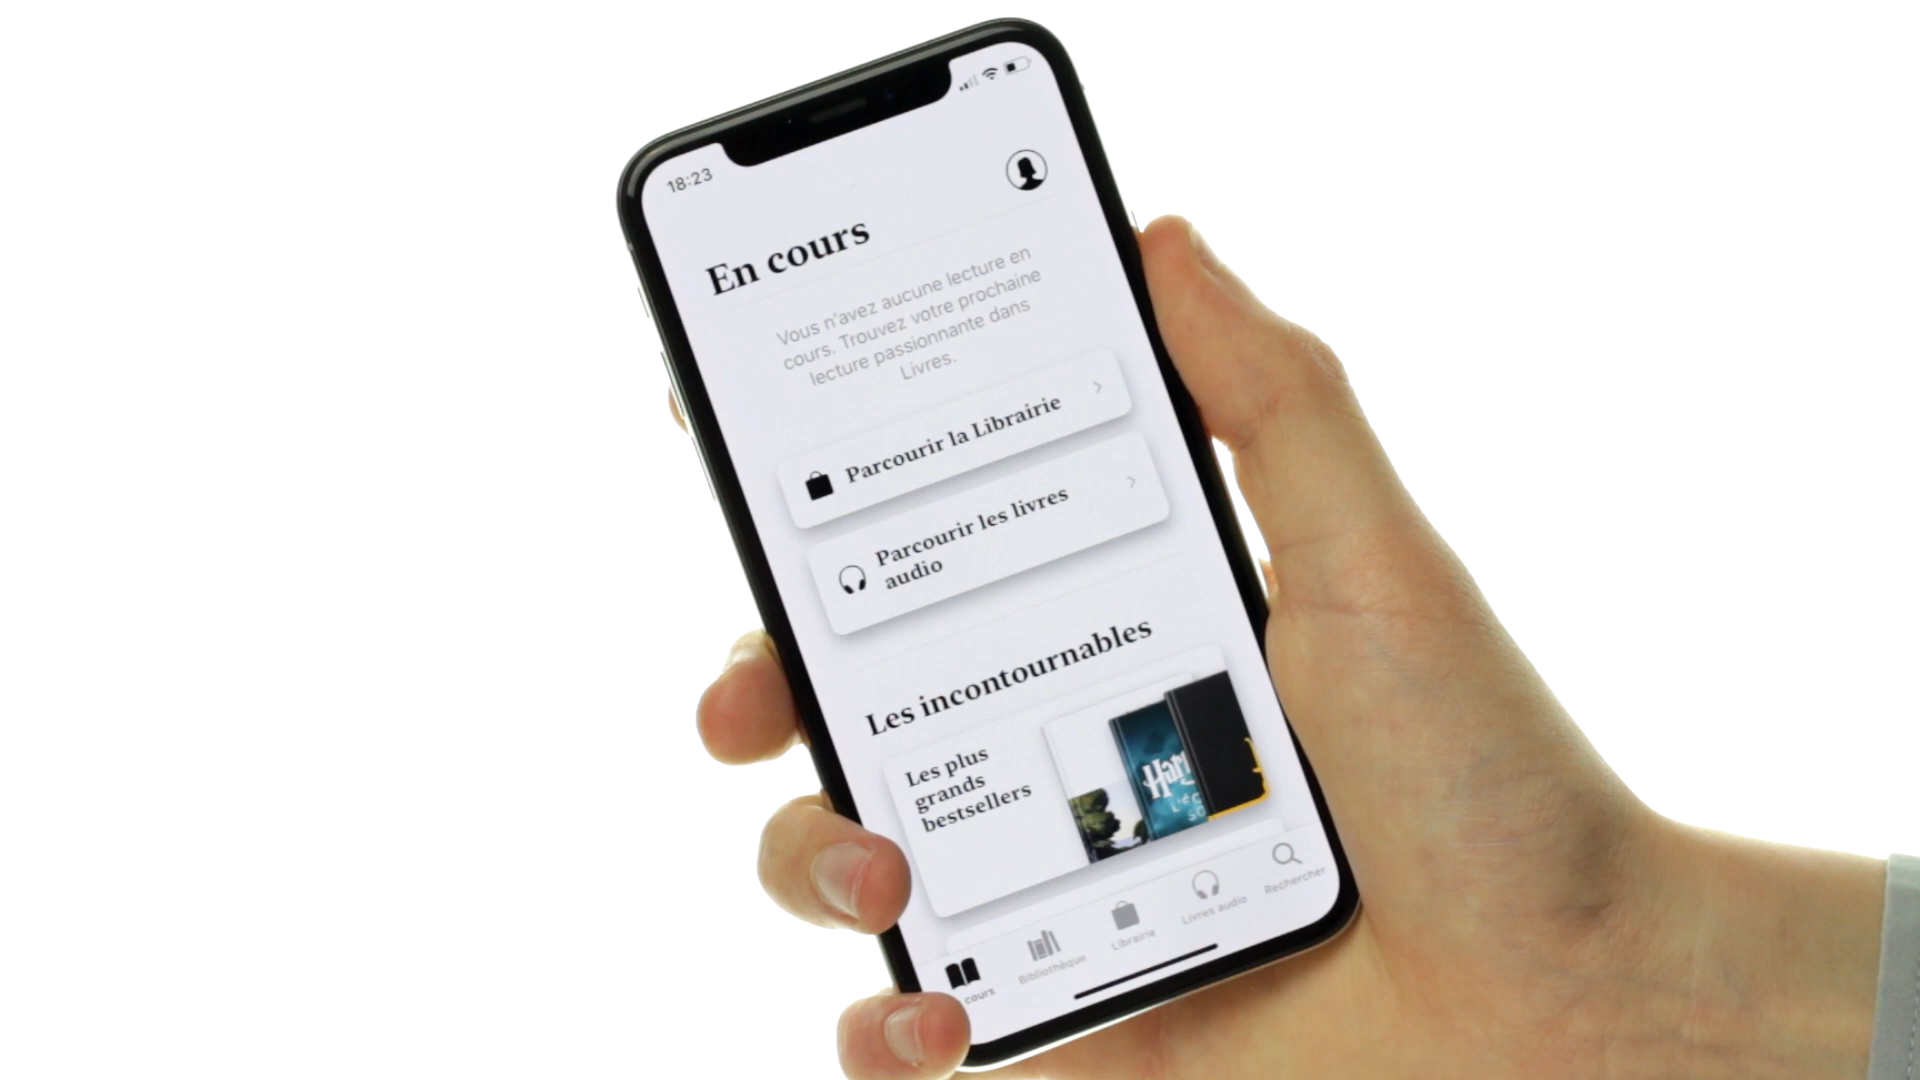 18:23
En cours
Vous n'avez aucune lecture en
cours. Trouvez votre prochaine
lecture passionnante dans
Livres.
Parcourir la Librairie
Parcourir les livres
audio
Les incontournables
Les plus
grands
bestsellers
cours
Bibliothèque
Librairie
Livres audio
Rechercher